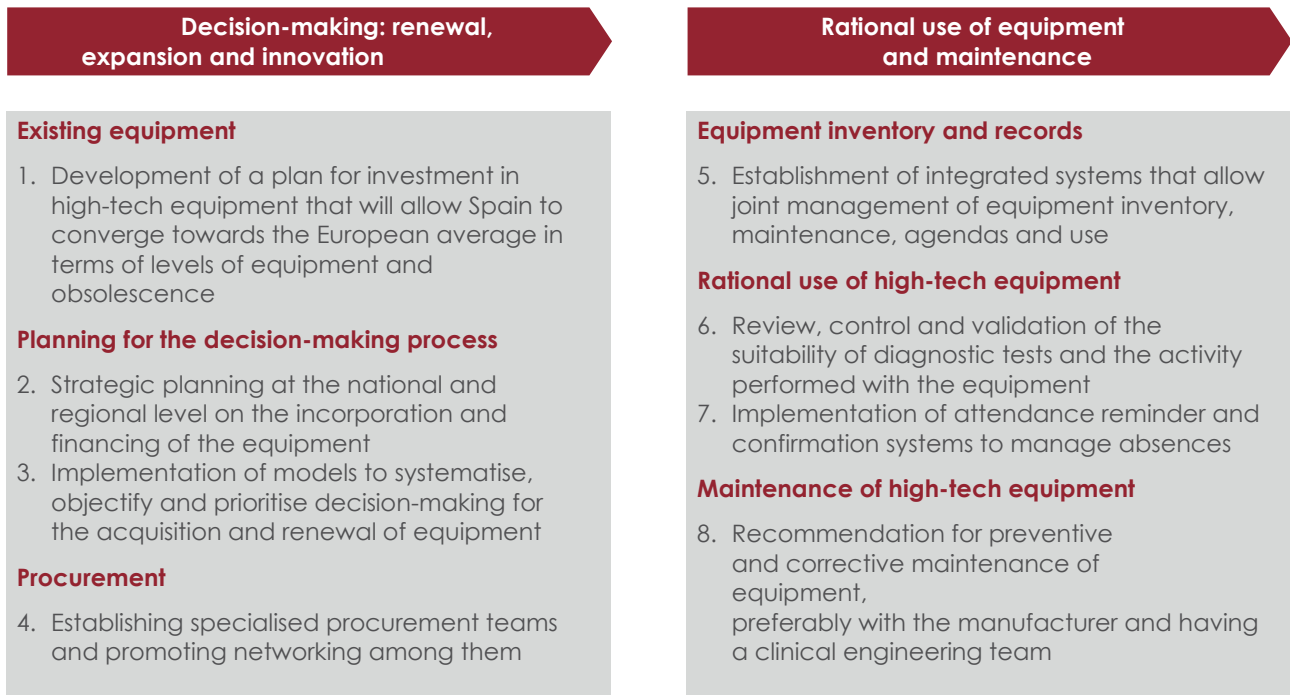 Decision-making: renewal,
expansion and innovation
Existing equipment
1. Development of a plan for investment in
high-tech equipment that will allow Spain to
converge towards the European average in
terms of levels of equipment and
obsolescence
Planning for the decision-making process
2. Strategic planning at the national and
regional level on the incorporation and
financing of the equipment
3. Implementation of models to systematise,
objectify and prioritise decision-making for
the acquisition and renewal of equipment
Procurement
4. Establishing specialised procurement teams
and promoting networking among them
Rational use of equipment
and maintenance
Equipment inventory and records
5. Establishment of integrated systems that allow
joint management of equipment inventory,
maintenance, agendas and use
Rational use of high-tech equipment
6. Review, control and validation of the
suitability of diagnostic tests and the activity
performed with the equipment
7. Implementation of attendance reminder and
confirmation systems to manage absences
Maintenance of high-tech equipment
8. Recommendation for preventive
and corrective maintenance of
equipment,
preferably with the manufacturer and having
a clinical engineering team